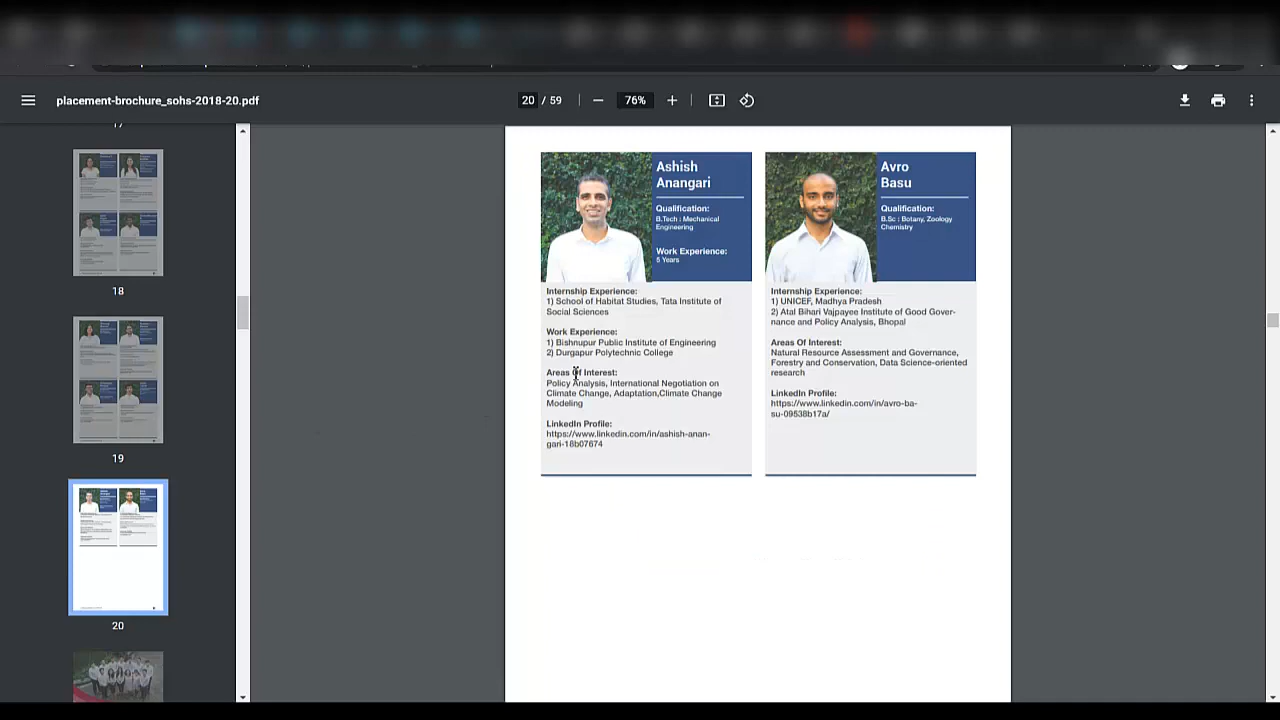 placement-brochure_sohs-2018-20.pdf
20 / 59
76%
18
19
20
Ashish
Anangari
Qualification:
B.Tech : Mechanical
Engineering
Work Experience:
5 Years
Internship Experience:
1) School of Habitat Studies, Tata Institute of
Social Sciences
Work Experience:
1) Bishnupur Public Institute of Engineering
2) Durgapur Polytechnic College
Areas Of Interest:
Policy Analysis, International Negotiation on
Climate Change, Adaptation,Climate Change
Modeling
LinkedIn Profile:
https://www.linkedin.com/in/ashish-anan-
gari-18b07674
Avro
Basu
Qualification:
B.Sc : Botany, Zoology
Chemistry
Internship Experience:
1) UNICEF, Madhya Pradesh
2) Atal Bihari Vajpayee Institute of Good Gover-
nance and Policy Analysis, Bhopal
Areas Of Interest:
Natural Resource Assessment and Governance,
Forestry and Conservation, Data Science-oriented
research
LinkedIn Profile:
https://www.linkedin.com/in/avro-ba-
su-09538b17a/